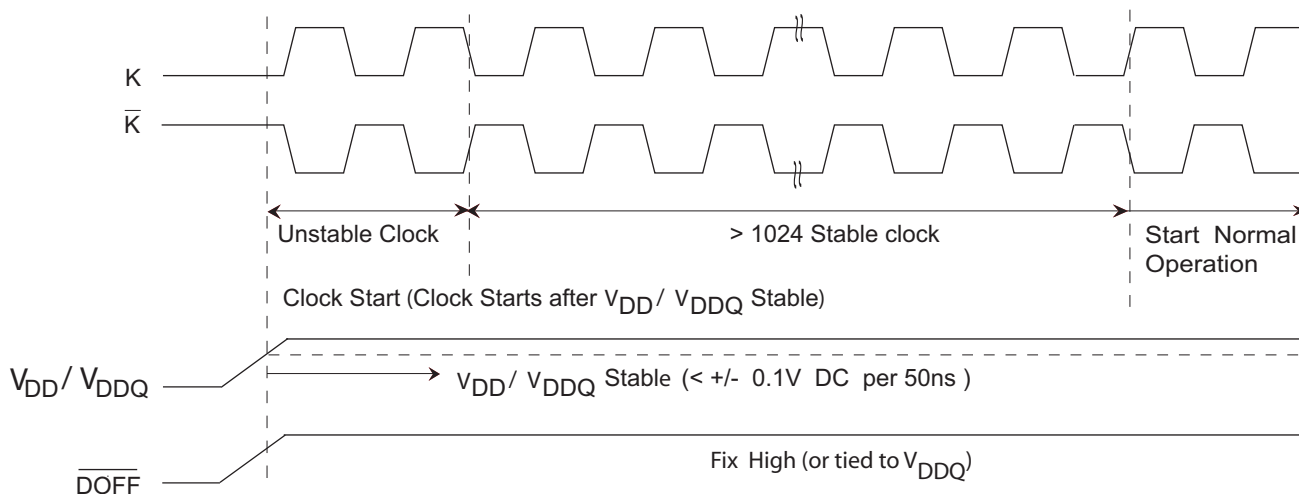 K
K̅
Unstable Clock
> 1024 Stable clock
Start Normal
Operation
Clock Start (Clock Starts after VDD / VDDQ Stable)
VDD / VDDQ
VDD / VDDQ Stable (< +/- 0.1V DC per 50ns )
Fix High (or tied to VDDQ)
D̅O̅F̅F̅